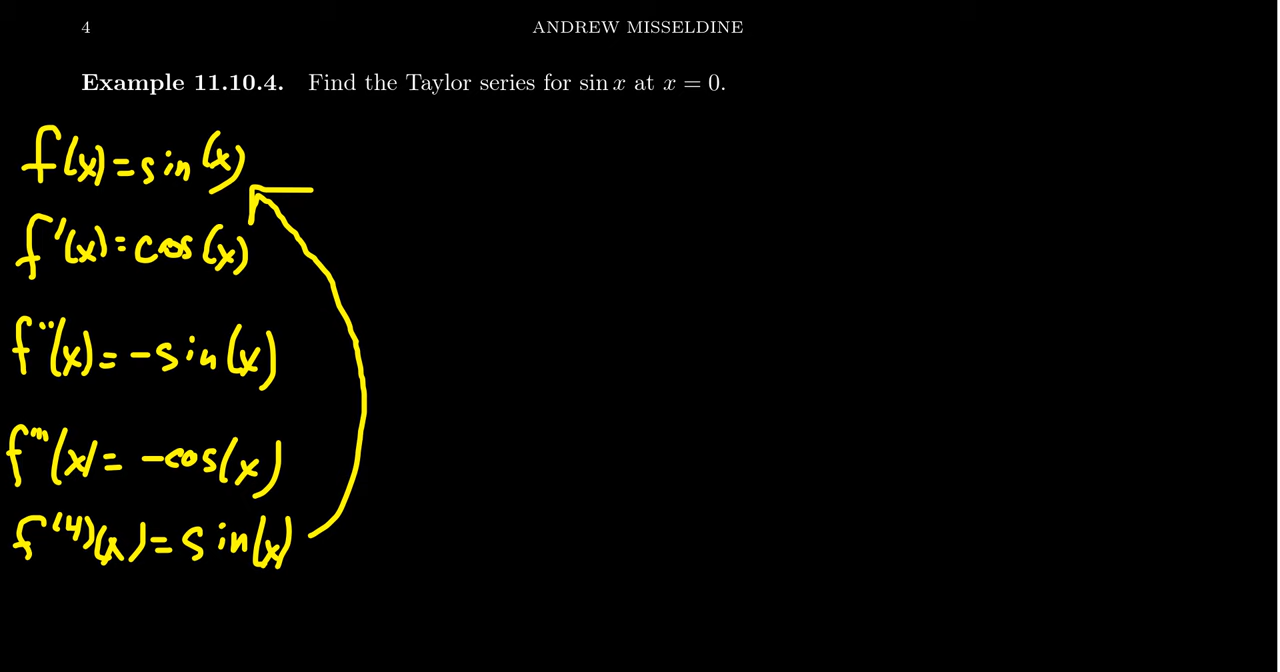 4 ANDREW MISSELDINE
Example 11.10.4. Find the Taylor series for sin x at x = 0.
f(x) = sin(x)
f'(x) = cos(x)
f''(x) = -sin(x)
f'''(x) = -cos(x)
f^(4)(x) = sin(x)